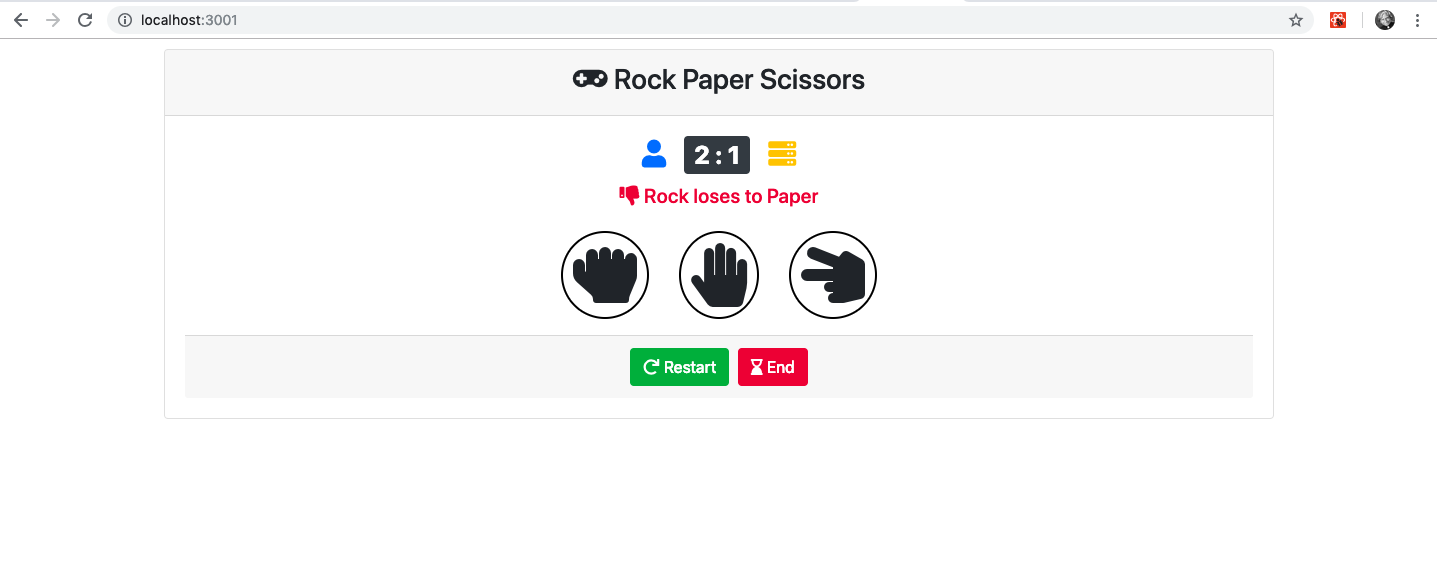 localhost:3001
Rock Paper Scissors
2 : 1
Rock loses to Paper
Restart End